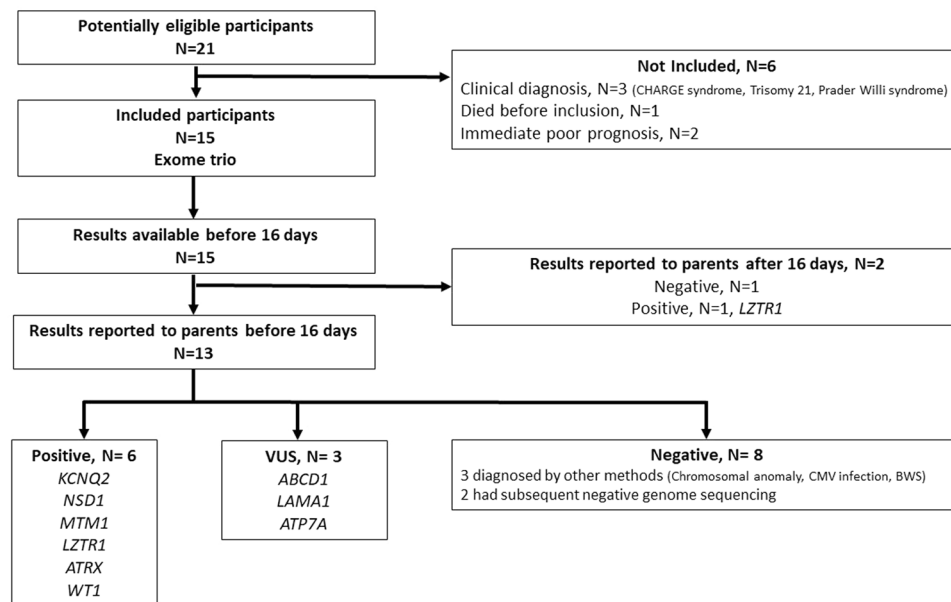 Potentially eligible participants
N=21
Not Included, N=6
Clinical diagnosis, N=3 (CHARGE syndrome, Trisomy 21, Prader Willi syndrome)
Died before inclusion, N=1
Immediate poor prognosis, N=2
Included participants
N=15
Exome trio
Results available before 16 days
N=15
Results reported to parents after 16 days, N=2
Negative, N=1
Positive, N=1, LZTR1
Results reported to parents before 16 days
N=13
Positive, N= 6
KCNQ2
NSD1
MTM1
LZTR1
ATRX
WT1
VUS, N= 3
ABCD1
LAMA1
ATP7A
Negative, N= 8
3 diagnosed by other methods (Chromosomal anomaly, CMV infection, BWS)
2 had subsequent negative genome sequencing